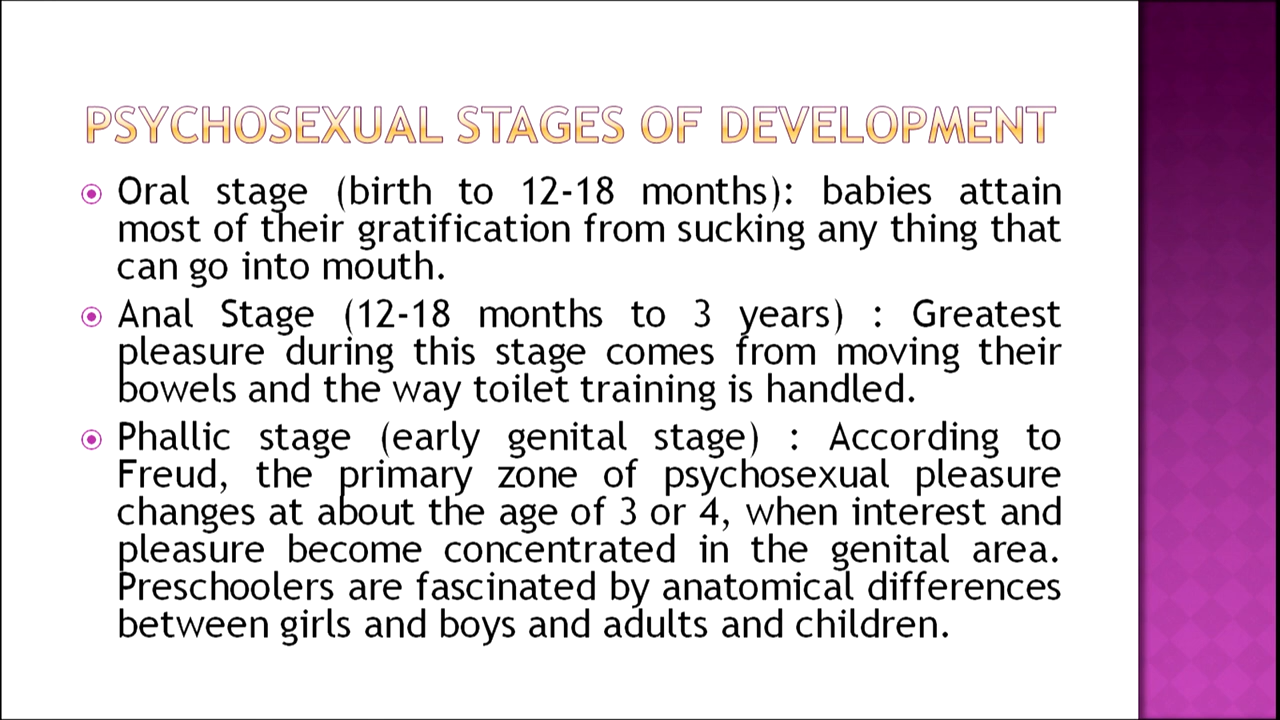 PSYCHOSEXUAL STAGES OF DEVELOPMENT
Oral stage (birth to 12-18 months): babies attain
most of their gratification from sucking any thing that
can go into mouth.
Anal Stage (12-18 months to 3 years) : Greatest
pleasure during this stage comes from moving their
bowels and the way toilet training is handled.
Phallic stage (early genital stage) : According to
Freud, the primary zone of psychosexual pleasure
changes at about the age of 3 or 4, when interest and
pleasure become concentrated in the genital area.
Preschoolers are fascinated by anatomical differences
between girls and boys and adults and children.